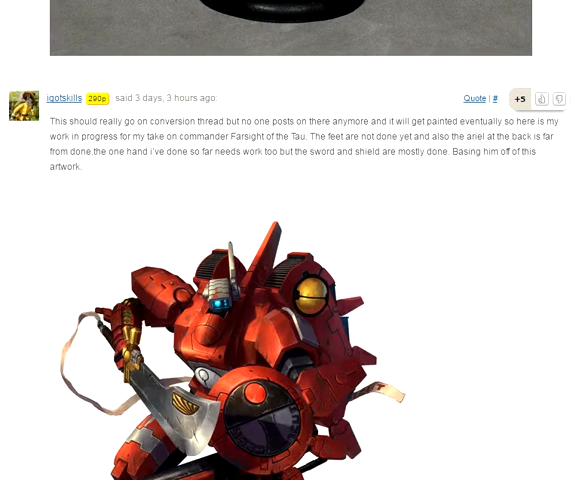 igotskills 290p said 3 days, 3 hours ago: Quote | # +5
This should really go on conversion thread but no one posts on there anymore and it will get painted eventually so here is my
work in progress for my take on commander Farsight of the Tau. The feet are not done yet and also the ariel at the back is far
from done,the one hand i've done so far needs work too but the sword and shield are mostly done. Basing him off of this
artwork.